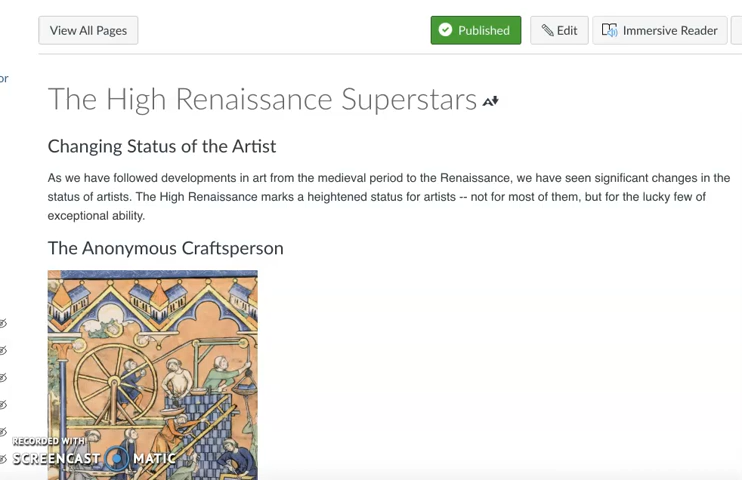 View All Pages
Published
Edit
Immersive Reader
or
The High Renaissance Superstars
Changing Status of the Artist
As we have followed developments in art from the medieval period to the Renaissance, we have seen significant changes in the
status of artists. The High Renaissance marks a heightened status for artists -- not for most of them, but for the lucky few of
exceptional ability.
The Anonymous Craftsperson
RECORDED WITH
SCREENCAST MATIC